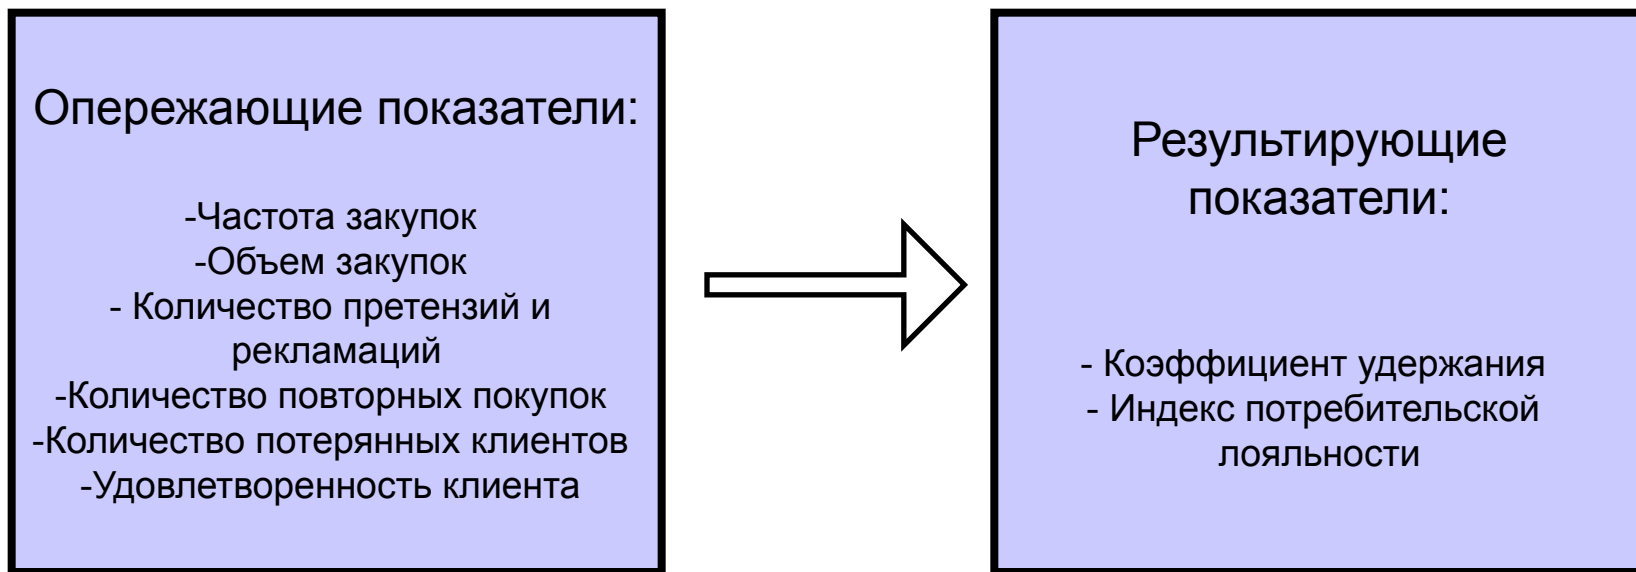 Опережающие показатели:
-Частота закупок
-Объем закупок
- Количество претензий и
рекламаций
-Количество повторных покупок
-Количество потерянных клиентов
-Удовлетворенность клиента
Результирующие
показатели:
- Коэффициент удержания
- Индекс потребительской
лояльности